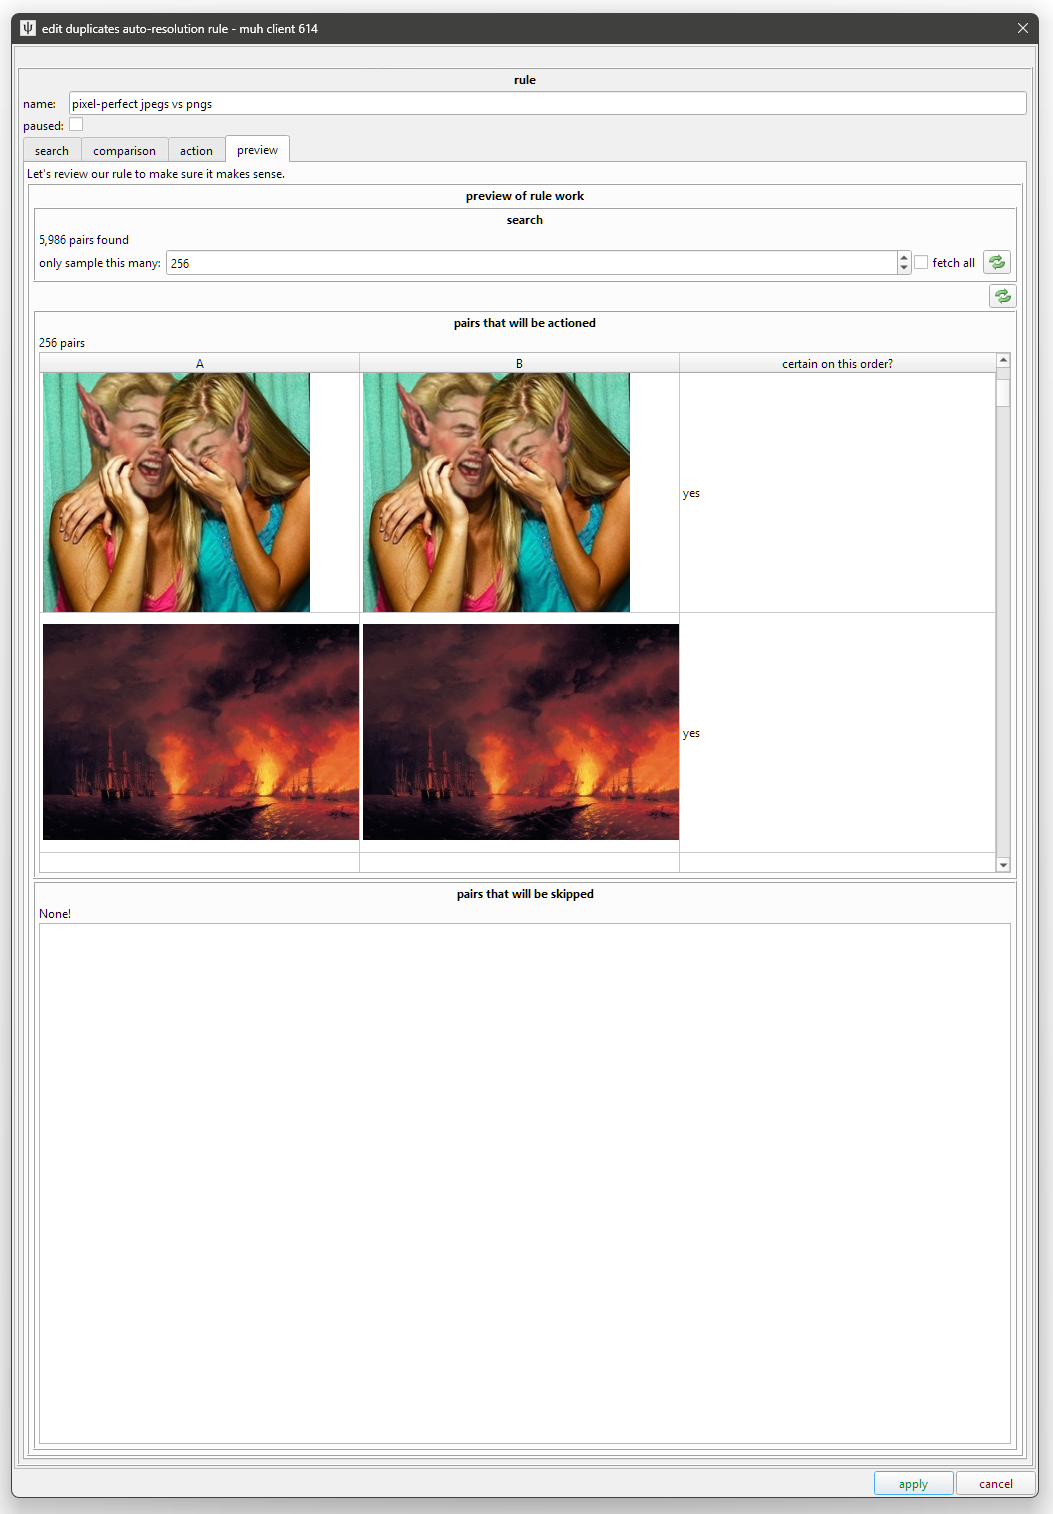 edit duplicates auto-resolution rule - muh client 614
rule
name: pixel-perfect jpegs vs pngs
paused:
search comparison action preview
Let's review our rule to make sure it makes sense.
preview of rule work
search
5,986 pairs found
only sample this many: 256 fetch all
pairs that will be actioned
256 pairs
A B certain on this order?
yes
yes
pairs that will be skipped
None!
apply cancel